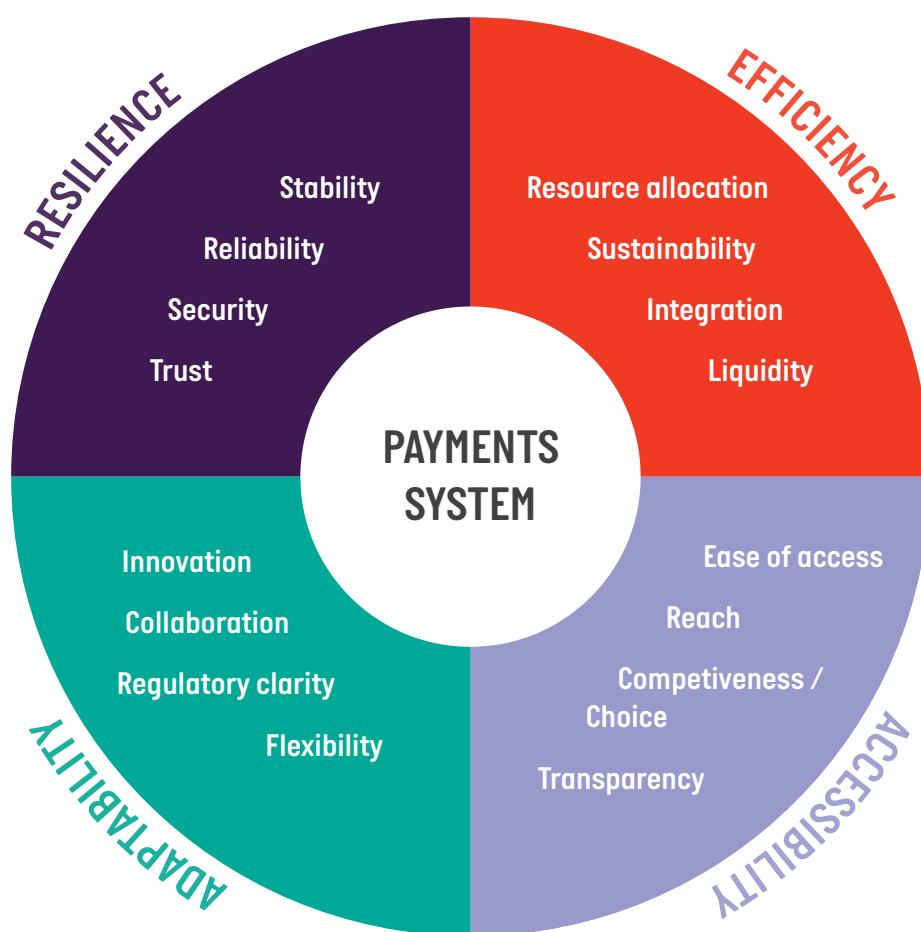 RESILIENCE
Stability
Reliability
Security
Trust
EFFICIENCY
Resource allocation
Sustainability
Integration
Liquidity
PAYMENTS
SYSTEM
Innovation
Collaboration
Regulatory clarity
Flexibility
ADAPTABILITY
Ease of access
Reach
Competiveness /
Choice
Transparency
ACCESSIBILITY